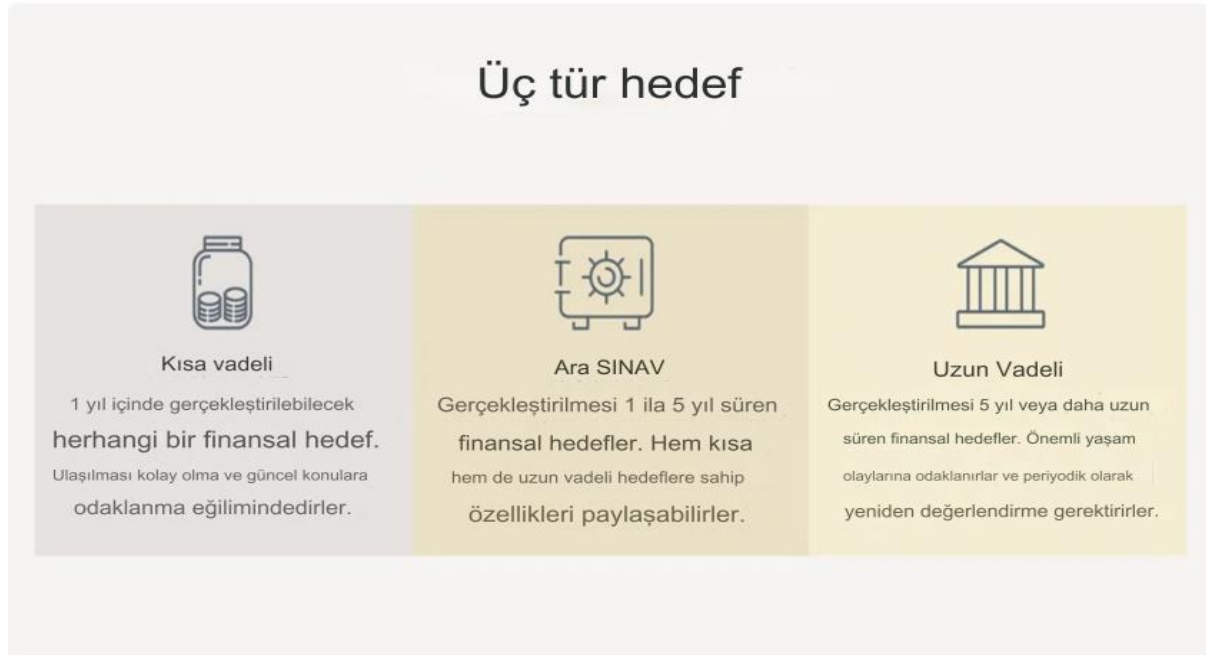 Üç tür hedef
Kısa vadeli
1 yıl içinde gerçekleştirilebilecek
herhangi bir finansal hedef.
Ulaşılması kolay olma ve güncel konulara
odaklanma eğilimindedirler.
Ara SINAV
Gerçekleştirilmesi 1 ila 5 yıl süren
finansal hedefler. Hem kısa
hem de uzun vadeli hedeflere sahip
özellikleri paylaşabilirler.
Uzun Vadeli
Gerçekleştirilmesi 5 yıl veya daha uzun
süren finansal hedefler. Önemli yaşam
olaylarına odaklanırlar ve periyodik olarak
yeniden değerlendirme gerektirirler.